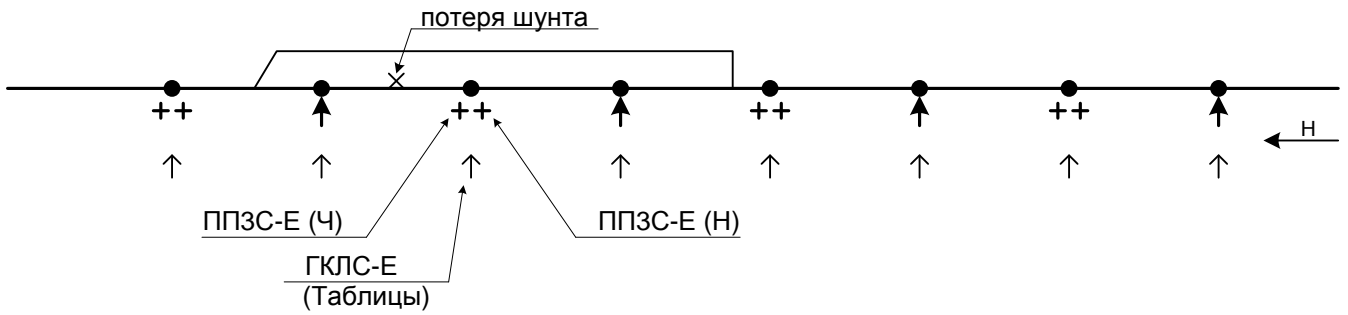 потеря шунта
Н
ППЗС-Е (Ч)
ППЗС-Е (Н)
ГКЛС-Е
(Таблицы)